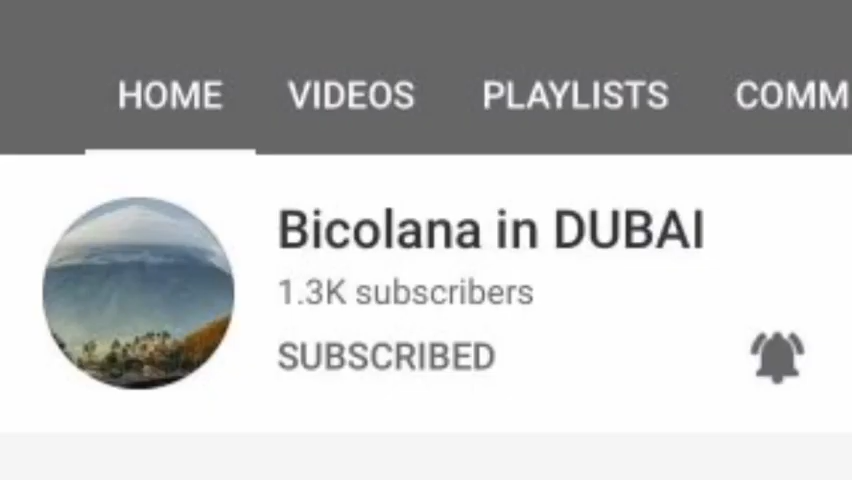 HOME VIDEOS PLAYLISTS COMM
Bicolana in DUBAI
1.3K subscribers
SUBSCRIBED